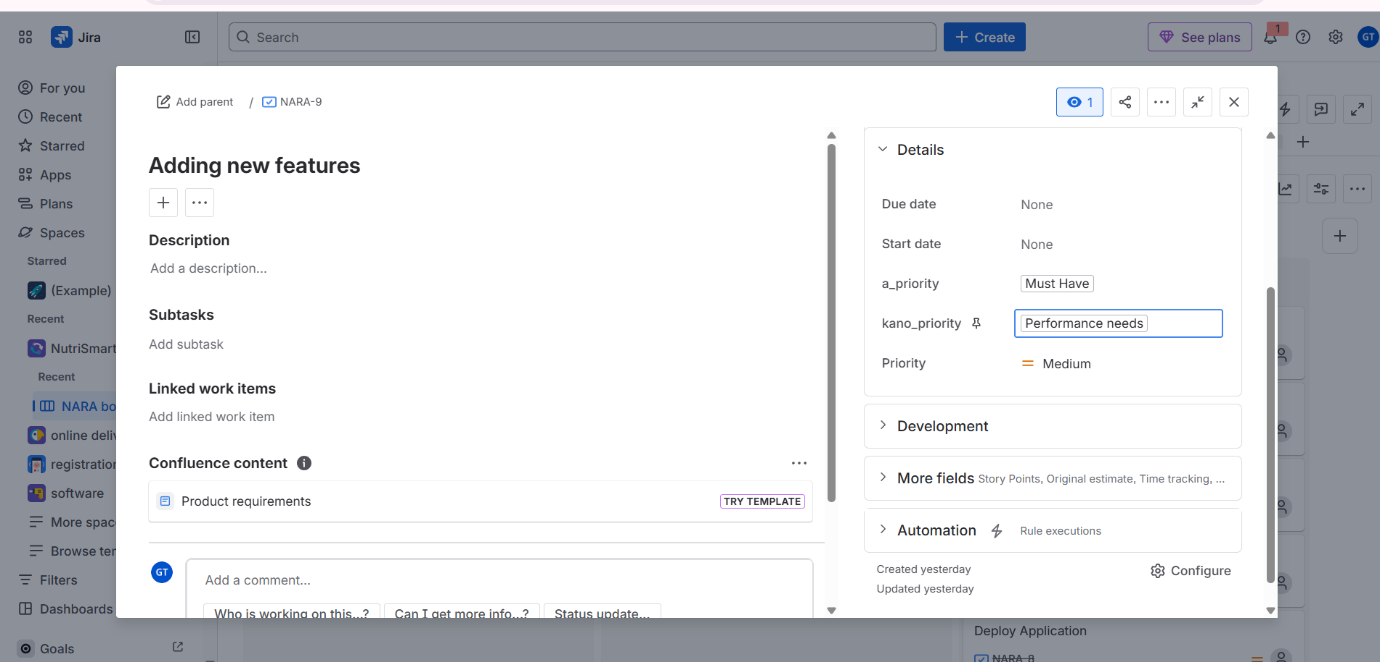 Jira
Search
+ Create
See plans
1
GT
For you
Recent
Starred
Apps
Plans
Spaces
Starred
(Example)
Recent
NutriSmart
Recent
NARA bo
online deliv
registration
software
More spac
Browse ter
Filters
Dashboards
Goals
Add parent / NARA-9
1
Adding new features
Description
Add a description...
Subtasks
Add subtask
Linked work items
Add linked work item
Confluence content
Product requirements TRY TEMPLATE
GT
Add a comment...
Who is working on this...? Can I get more info...? Status update...
Details
Due date None
Start date None
a_priority Must Have
kano_priority Performance needs
Priority Medium
Development
More fields Story Points, Original estimate, Time tracking, ...
Automation Rule executions
Created yesterday
Updated yesterday
Configure
Deploy Application
NARA-8